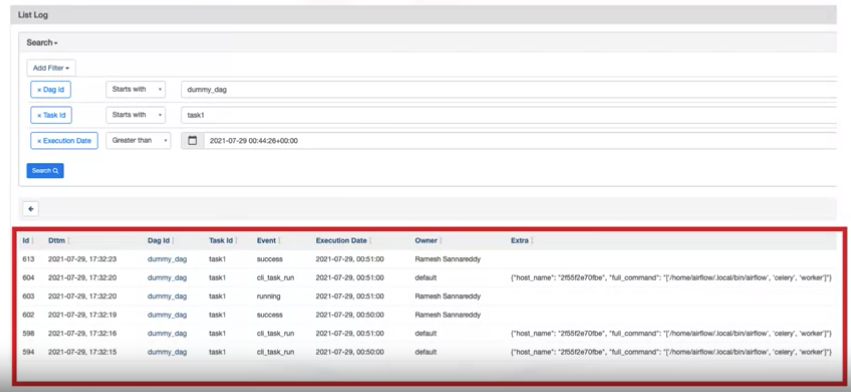 List Log
Search
Add Filter
× Dag Id Starts with dummy_dag
× Task Id Starts with task1
× Execution Date Greater than 2021-07-29 00:44:26+00:00
Search
Id Dttm Dag Id Task Id Event Execution Date Owner Extra
613 2021-07-29, 17:32:23 dummy_dag task1 success 2021-07-29, 00:51:00 Ramesh Sannareddy
604 2021-07-29, 17:32:20 dummy_dag task1 cli_task_run 2021-07-29, 00:51:00 default {"host_name": "2f55f2e70fbe", "full_command": "['/home/airflow/.local/bin/airflow', 'celery', 'worker']"}
603 2021-07-29, 17:32:20 dummy_dag task1 running 2021-07-29, 00:51:00 Ramesh Sannareddy
602 2021-07-29, 17:32:19 dummy_dag task1 success 2021-07-29, 00:50:00 Ramesh Sannareddy
598 2021-07-29, 17:32:16 dummy_dag task1 cli_task_run 2021-07-29, 00:51:00 default {"host_name": "2f55f2e70fbe", "full_command": "['/home/airflow/.local/bin/airflow', 'celery', 'worker']"}
594 2021-07-29, 17:32:15 dummy_dag task1 cli_task_run 2021-07-29, 00:50:00 default {"host_name": "2f55f2e70fbe", "full_command": "['/home/airflow/.local/bin/airflow', 'celery', 'worker']"}